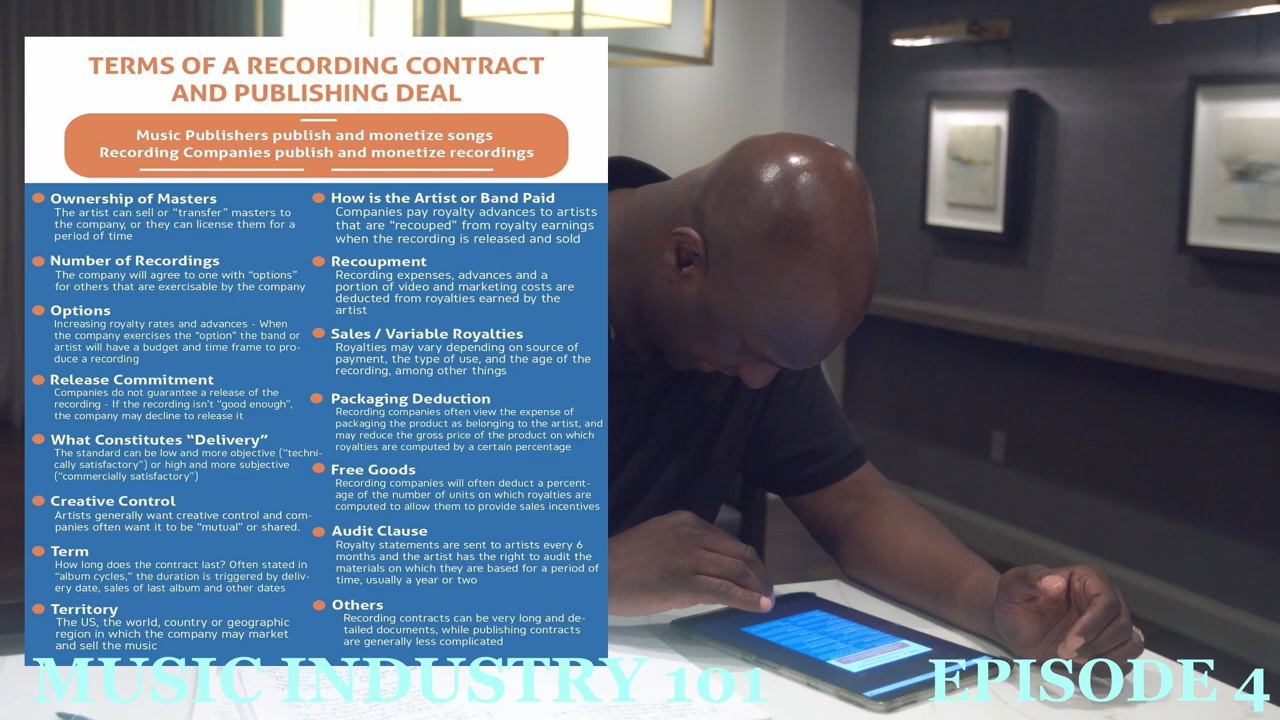 TERMS OF A RECORDING CONTRACT
AND PUBLISHING DEAL
Music Publishers publish and monetize songs
Recording Companies publish and monetize recordings
Ownership of Masters
The artist can sell or “transfer” masters to
the company, or they can license them for a
period of time
Number of Recordings
The company will agree to one with “options”
for others that are exercisable by the company
Options
Increasing royalty rates and advances - When
the company exercises the “option” the band or
artist will have a budget and time frame to pro-
duce a recording
Release Commitment
Companies do not guarantee a release of the
recording - If the recording isn’t “good enough”,
the company may decline to release it
What Constitutes “Delivery”
The standard can be low and more objective (“techni-
cally satisfactory”) or high and more subjective
(“commercially satisfactory”)
Creative Control
Artists generally want creative control and com-
panies often want it to be “mutual” or shared.
Term
How long does the contract last? Often stated in
“album cycles,” the duration is triggered by deliv-
ery date, sales of last album and other dates
Territory
The US, the world, country or geographic
region in which the company may market
and sell the music
How is the Artist or Band Paid
Companies pay royalty advances to artists
that are “recouped” from royalty earnings
when the recording is released and sold
Recoupment
Recording expenses, advances and a
portion of video and marketing costs are
deducted from royalties earned by the
artist
Sales / Variable Royalties
Royalties may vary depending on source of
payment, the type of use, and the age of the
recording, among other things
Packaging Deduction
Recording companies often view the expense of
packaging the product as belonging to the artist, and
may reduce the gross price of the product on which
royalties are computed by a certain percentage
Free Goods
Recording companies will often deduct a percent-
age of the number of units on which royalties are
computed to allow them to provide sales incentives
Audit Clause
Royalty statements are sent to artists every 6
months and the artist has the right to audit the
materials on which they are based for a period of
time, usually a year or two
Others
Recording contracts can be very long and de-
tailed documents, while publishing contracts
are generally less complicated
MUSIC INDUSTRY 101 EPISODE 4